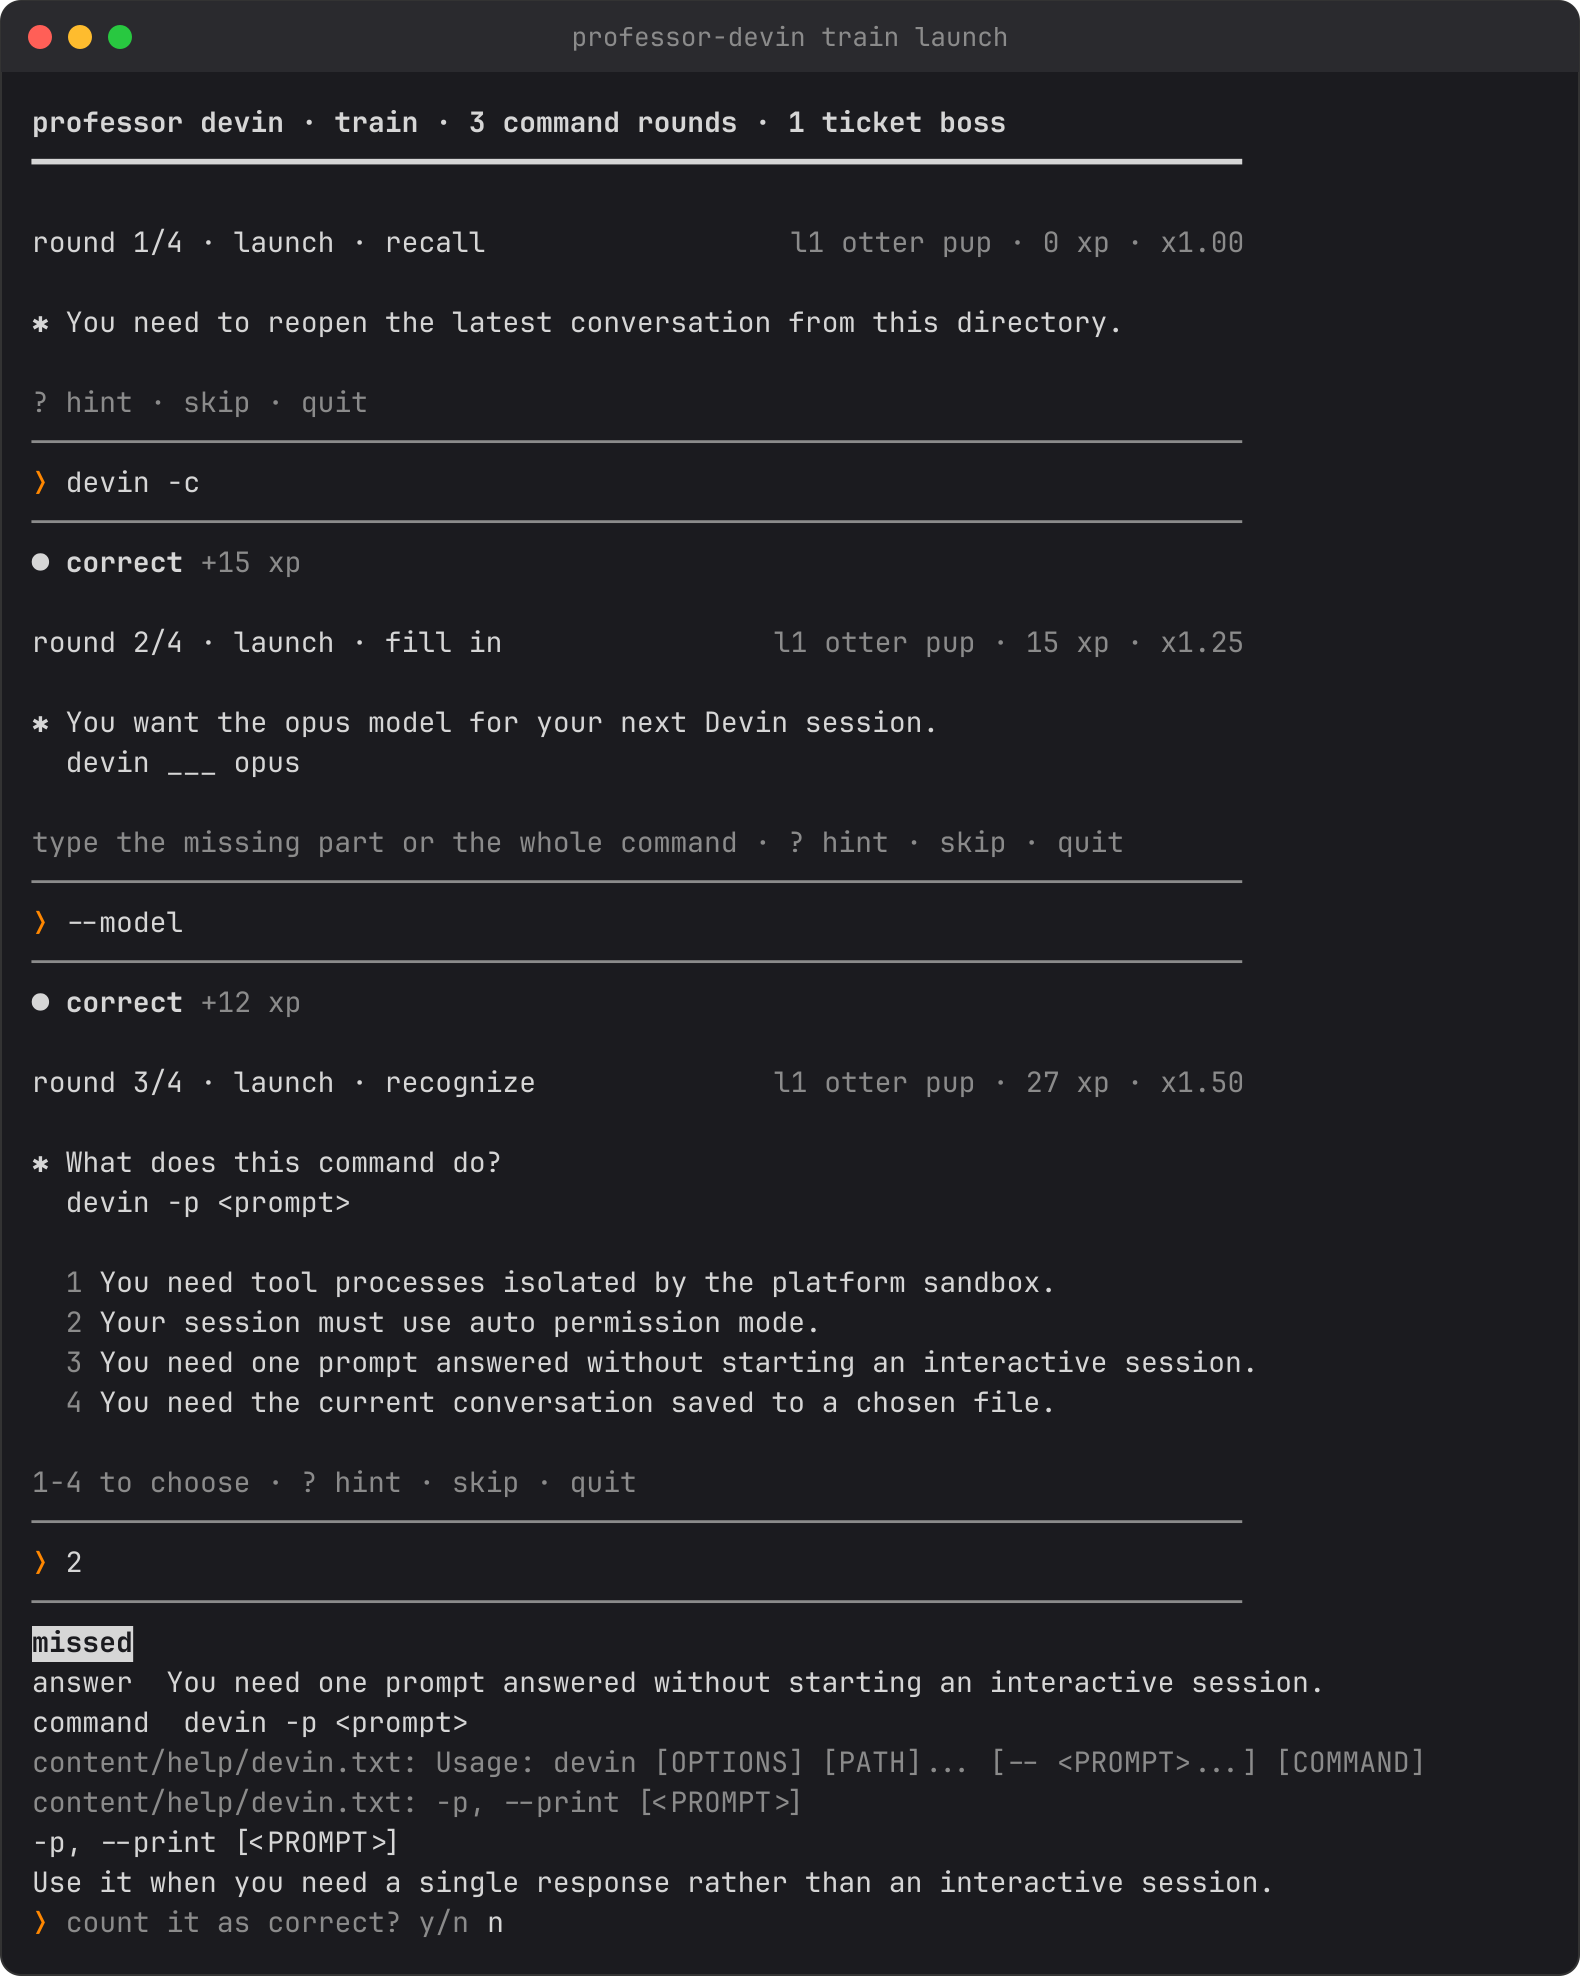 professor-devin train launch
professor devin · train · 3 command rounds · 1 ticket boss
round 1/4 · launch · recall l1 otter pup · 0 xp · x1.00
✱ You need to reopen the latest conversation from this directory.
? hint · skip · quit
❯ devin -c
● correct +15 xp
round 2/4 · launch · fill in l1 otter pup · 15 xp · x1.25
✱ You want the opus model for your next Devin session.
devin ___ opus
type the missing part or the whole command · ? hint · skip · quit
❯ --model
● correct +12 xp
round 3/4 · launch · recognize l1 otter pup · 27 xp · x1.50
✱ What does this command do?
devin -p <prompt>
1 You need tool processes isolated by the platform sandbox.
2 Your session must use auto permission mode.
3 You need one prompt answered without starting an interactive session.
4 You need the current conversation saved to a chosen file.
1-4 to choose · ? hint · skip · quit
❯ 2
missed
answer  You need one prompt answered without starting an interactive session.
command  devin -p <prompt>
content/help/devin.txt: Usage: devin [OPTIONS] [PATH]... [-- <PROMPT>...] [COMMAND]
content/help/devin.txt: -p, --print [<PROMPT>]
-p, --print [<PROMPT>]
Use it when you need a single response rather than an interactive session.
❯ count it as correct? y/n n